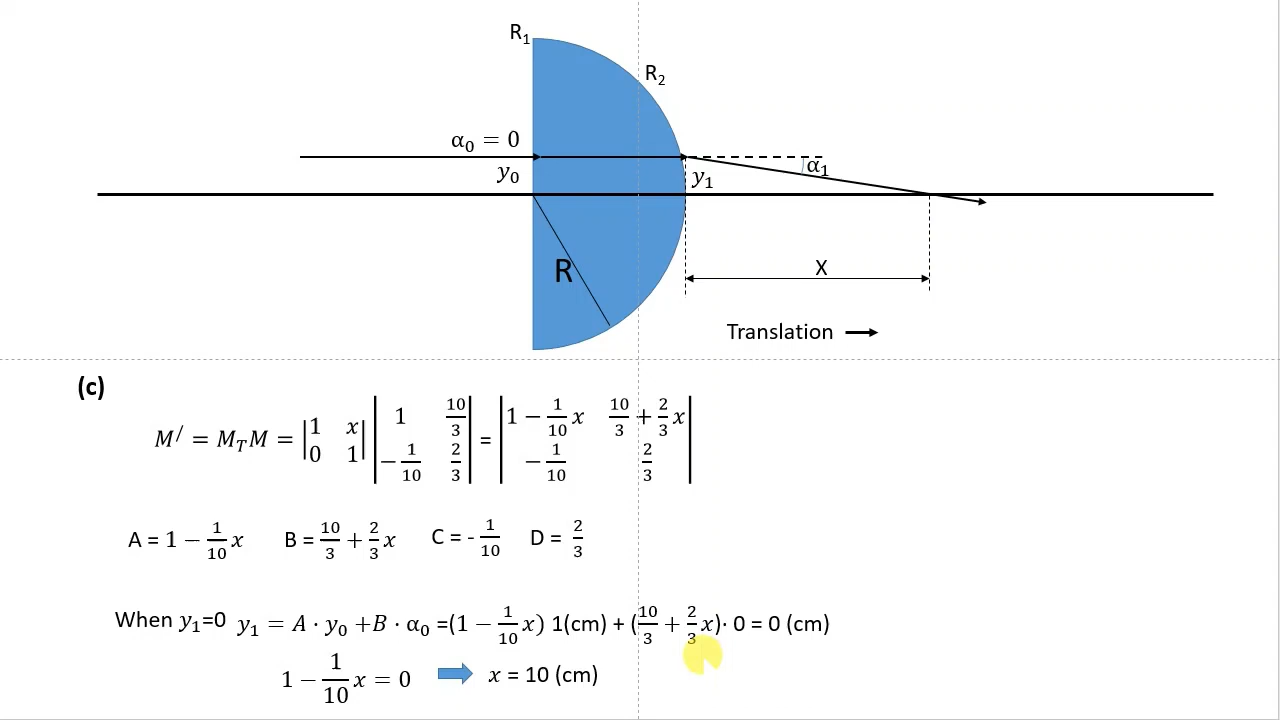 R₁
R₂
α₀ = 0
y₀
y₁
α₁
R
X
Translation
(c)
M′ = M_T M = |1 x; 0 1| |1 10/3; −1/10 2/3| = |1 − 1/10 x 10/3 + 2/3 x; −1/10 2/3|
A = 1 − 1/10 x B = 10/3 + 2/3 x C = - 1/10 D = 2/3
When y₁=0 y₁ = A · y₀ +B · α₀ =(1 − 1/10 x) 1(cm) + (10/3 + 2/3 x)· 0 = 0 (cm)
1 − 1/10 x = 0 x = 10 (cm)